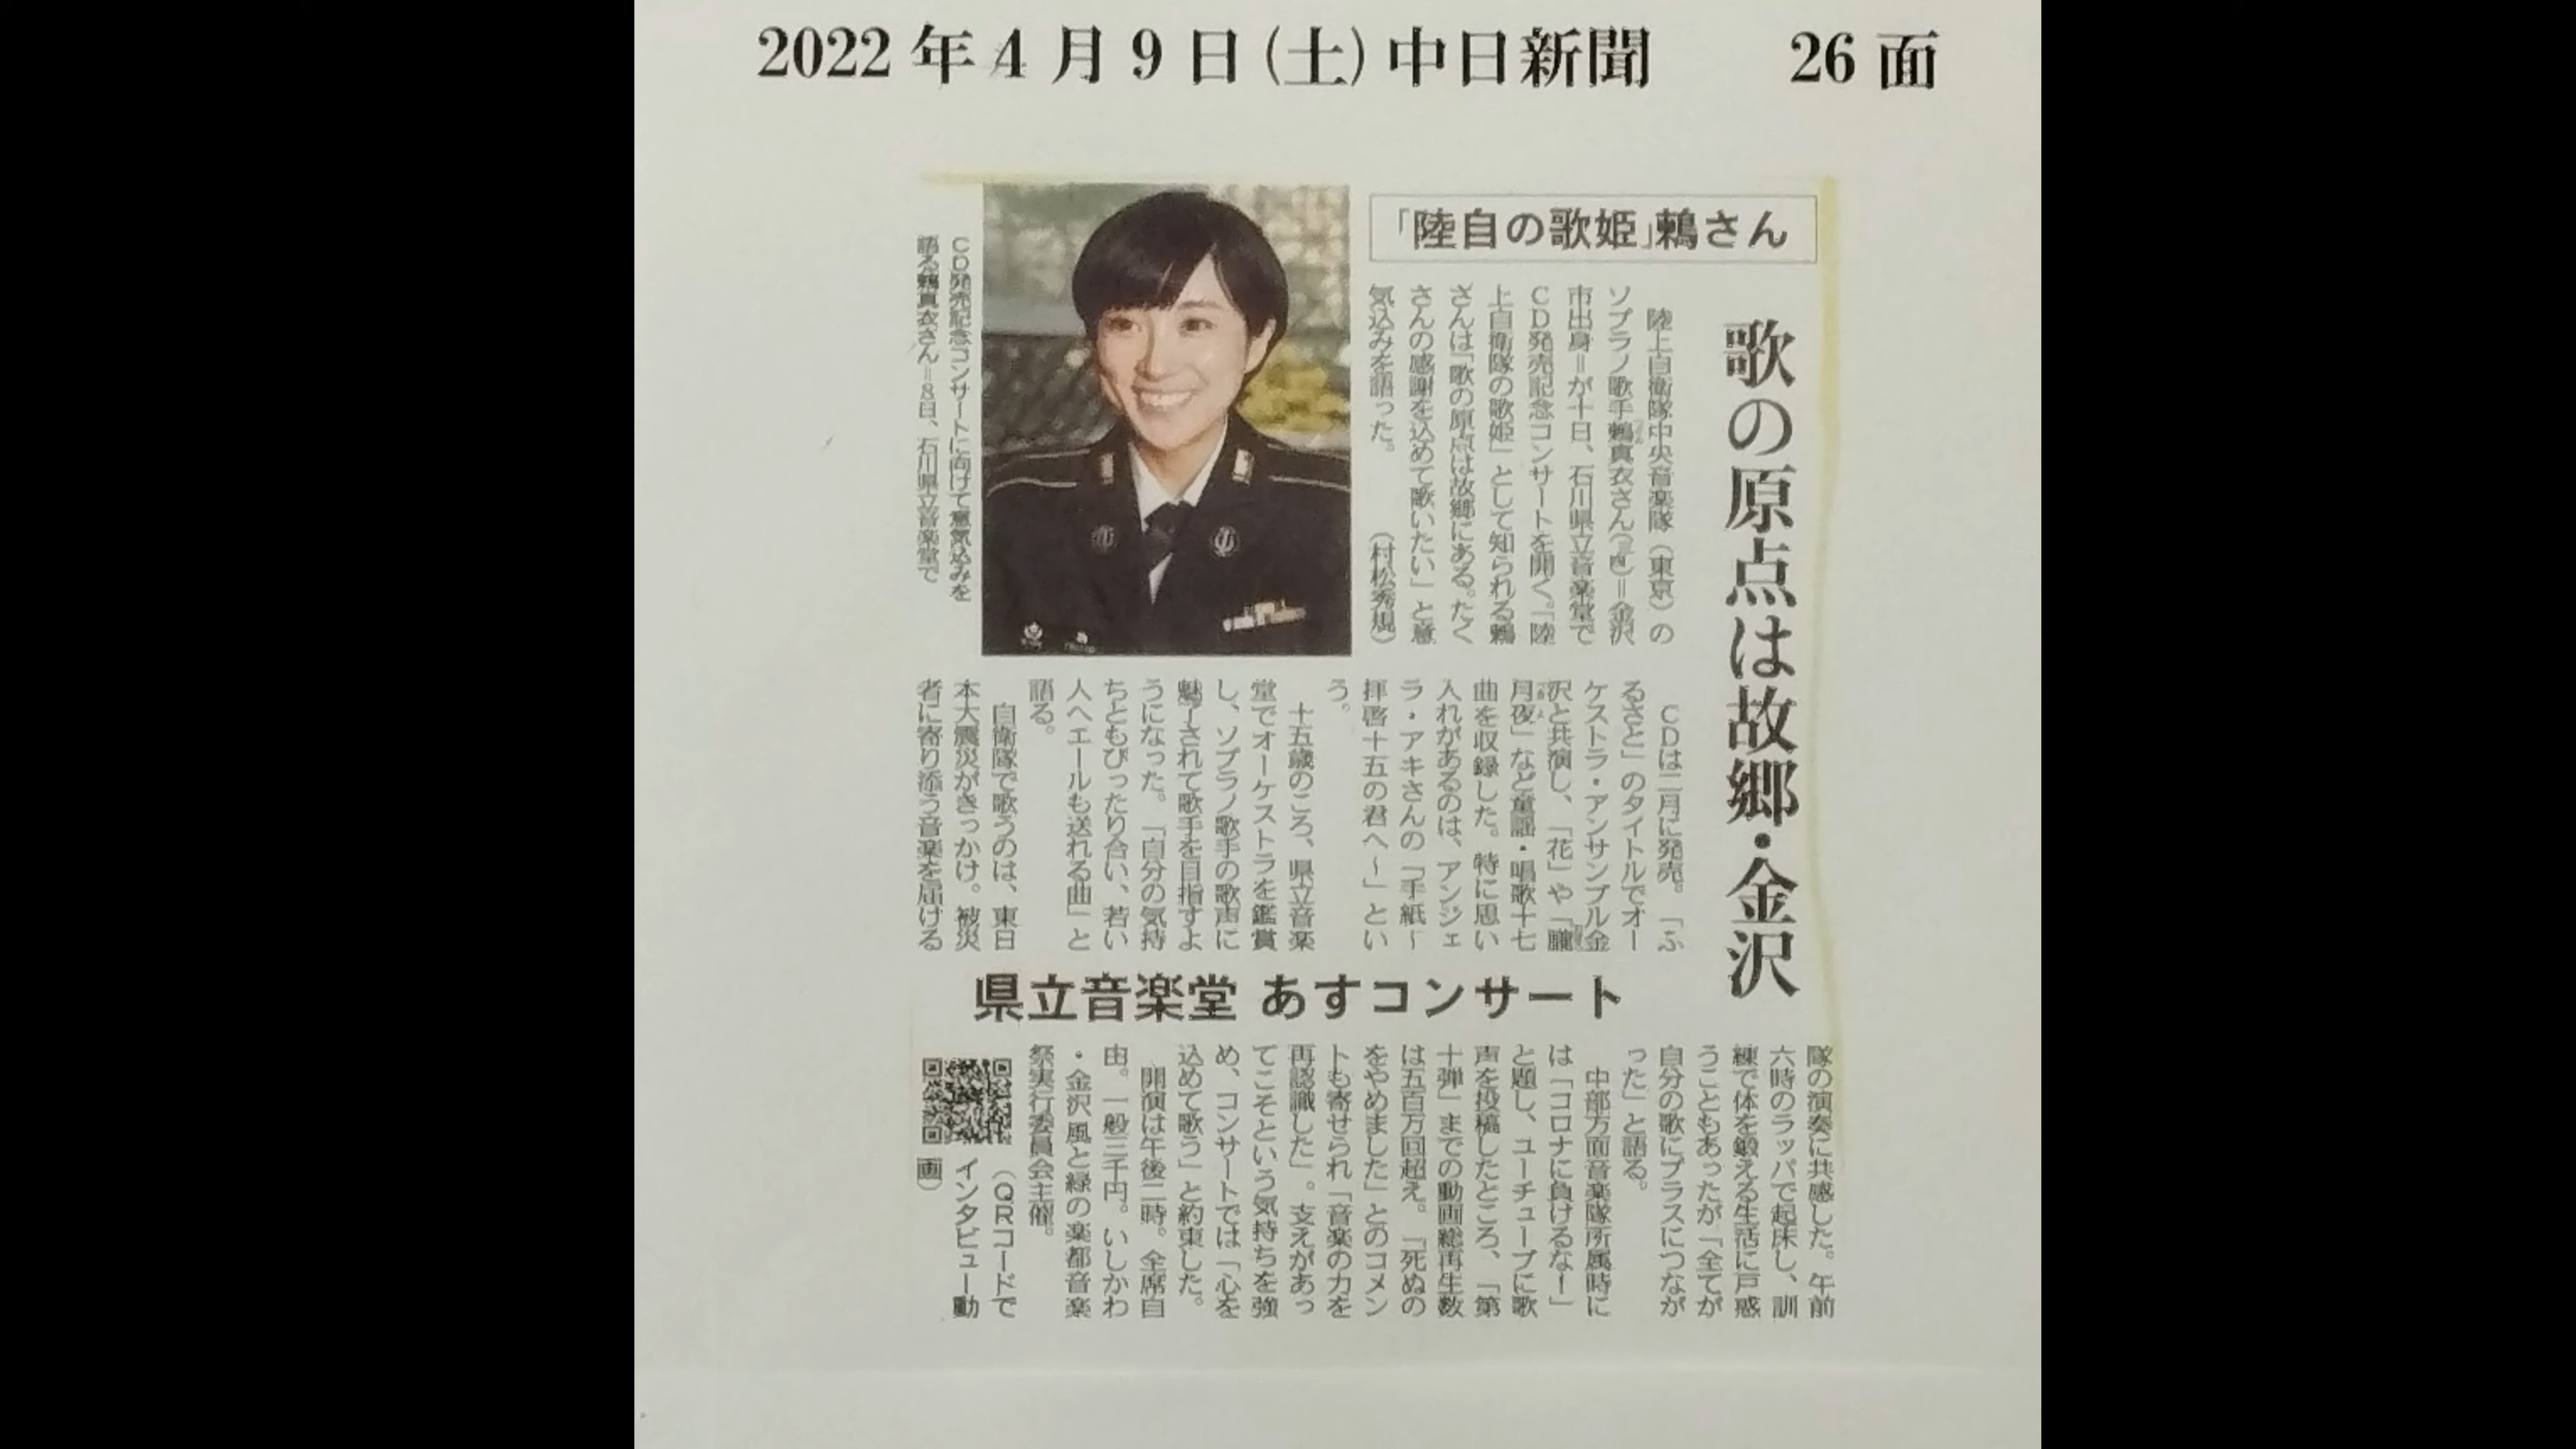 2022年4月9日(土)中日新聞　26面
「陸自の歌姫」鶫さん
歌の原点は故郷・金沢
陸上自衛隊中央音楽隊（東京）の
ソプラノ歌手鶫真衣さん（）＝金沢
市出身＝が十日、石川県立音楽堂で
ＣＤ発売記念コンサートを開く。「陸
上自衛隊の歌姫」として知られる鶫
さんは「歌の原点は故郷にある。たく
さんの感謝を込めて歌いたい」と意
気込みを語った。　（村松秀規）
ＣＤ発売記念コンサートに向けて意気込みを
語る鶫真衣さん＝８日、石川県立音楽堂で
ＣＤは二月に発売。「ふ
るさと」のタイトルでオー
ケストラ・アンサンブル金
沢と共演し、「花」や「朧
月夜」など童謡・唱歌十七
曲を収録した。特に思い
入れがあるのは、アンジェ
ラ・アキさんの「手紙～
拝啓十五の君へ～」とい
う。
十五歳のころ、県立音楽
堂でオーケストラを鑑賞
し、ソプラノ歌手の歌声に
魅了されて歌手を目指すよ
うになった。「自分の気持
ちともぴったり合い、若い
人へエールも送れる曲」と
語る。
自衛隊で歌うのは、東日
本大震災がきっかけ。被災
者に寄り添う音楽を届ける
県立音楽堂 あすコンサート
隊の演奏に共感した。午前
六時のラッパで起床し、訓
練で体を鍛える生活に戸惑
うこともあったが「全てが
自分の歌にプラスにつなが
った」と語る。
中部方面音楽隊所属時に
は「コロナに負けるな！」
と題し、ユーチューブに歌
声を投稿したところ、「第
十弾」までの動画総再生数
は五百万回超え。「死ぬの
をやめました」とのコメン
トも寄せられ「音楽の力を
再認識した」。支えがあっ
てこそという気持ちを強
め、コンサートでは「心を
込めて歌う」と約束した。
開演は午後二時。全席自
由。一般三千円。いしかわ
・金沢 風と緑の楽都音楽
祭実行委員会主催。
（ＱＲコードで
インタビュー動
画）